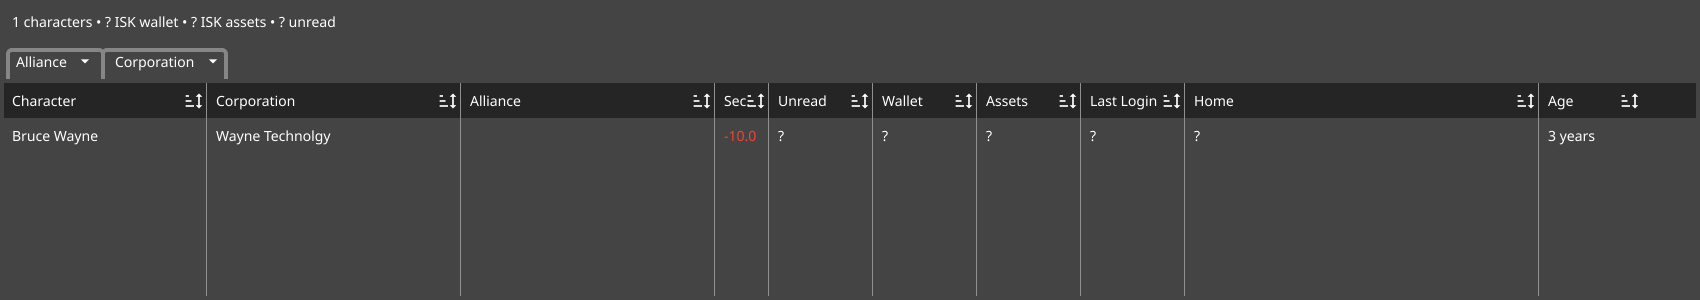 1 characters • ? ISK wallet • ? ISK assets • ? unread
Alliance Corporation
Character Corporation Alliance Sec Unread Wallet Assets Last Login Home Age
Bruce Wayne Wayne Technolgy -10.0 ? ? ? ? ? 3 years